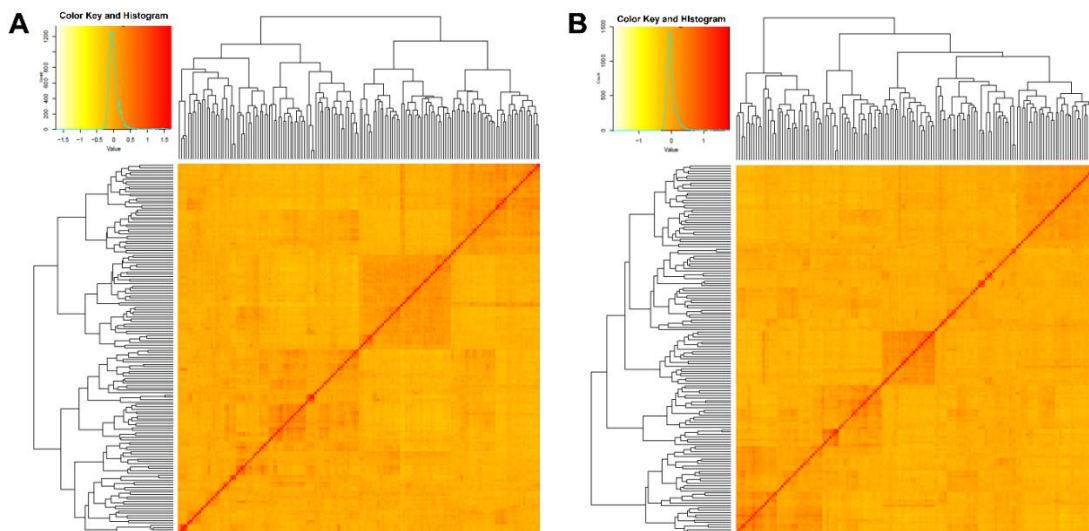 A
Color Key and Histogram
Count
0 200 400 600 800 1200
−1.5 −1 −0.5 0 0.5 1 1.5
Value
B
Color Key and Histogram
Count
0 500 1000 1500
−1 0 1
Value